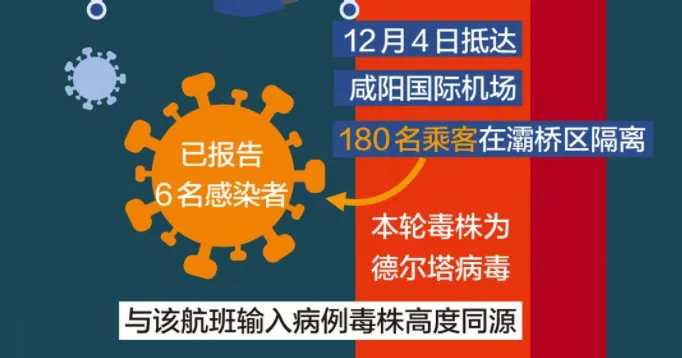 12月4日抵达
咸阳国际机场
180名乘客在灞桥区隔离
已报告
6名感染者
本轮毒株为
德尔塔病毒
与该航班输入病例毒株高度同源